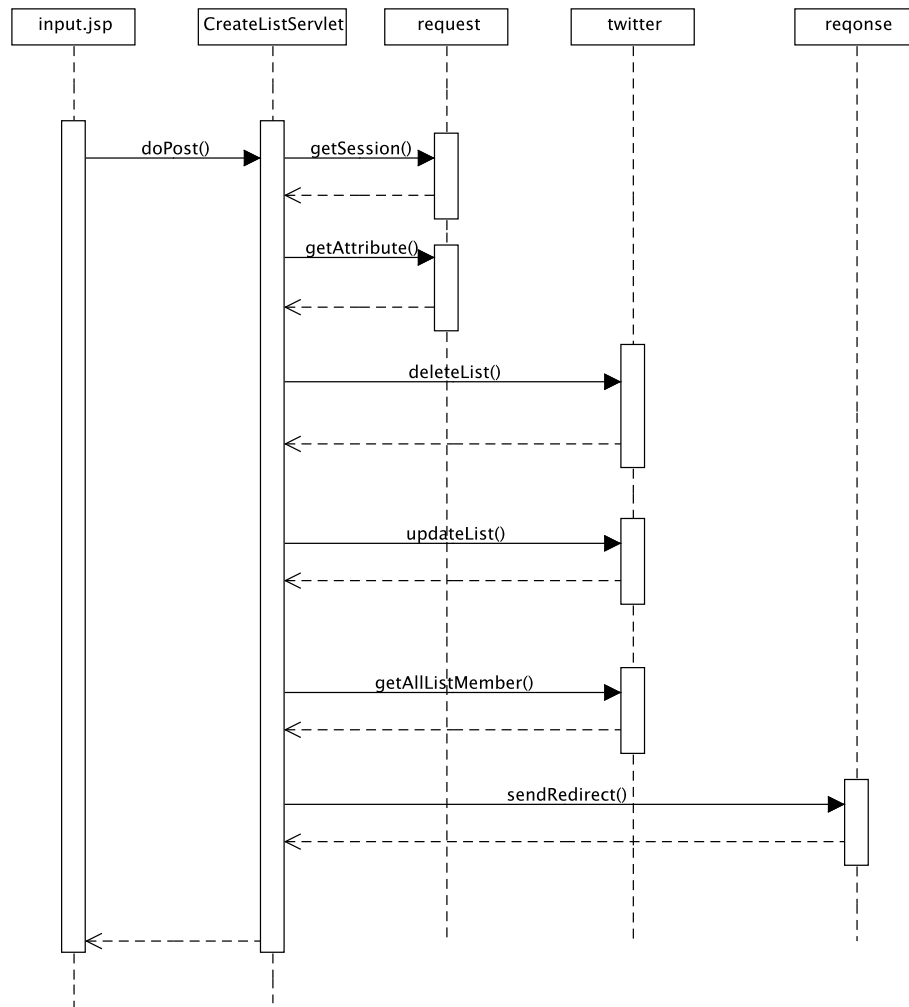 input.jsp
CreateListServlet
request
twitter
reqonse
doPost()
getSession()
getAttribute()
deleteList()
updateList()
getAllListMember()
sendRedirect()